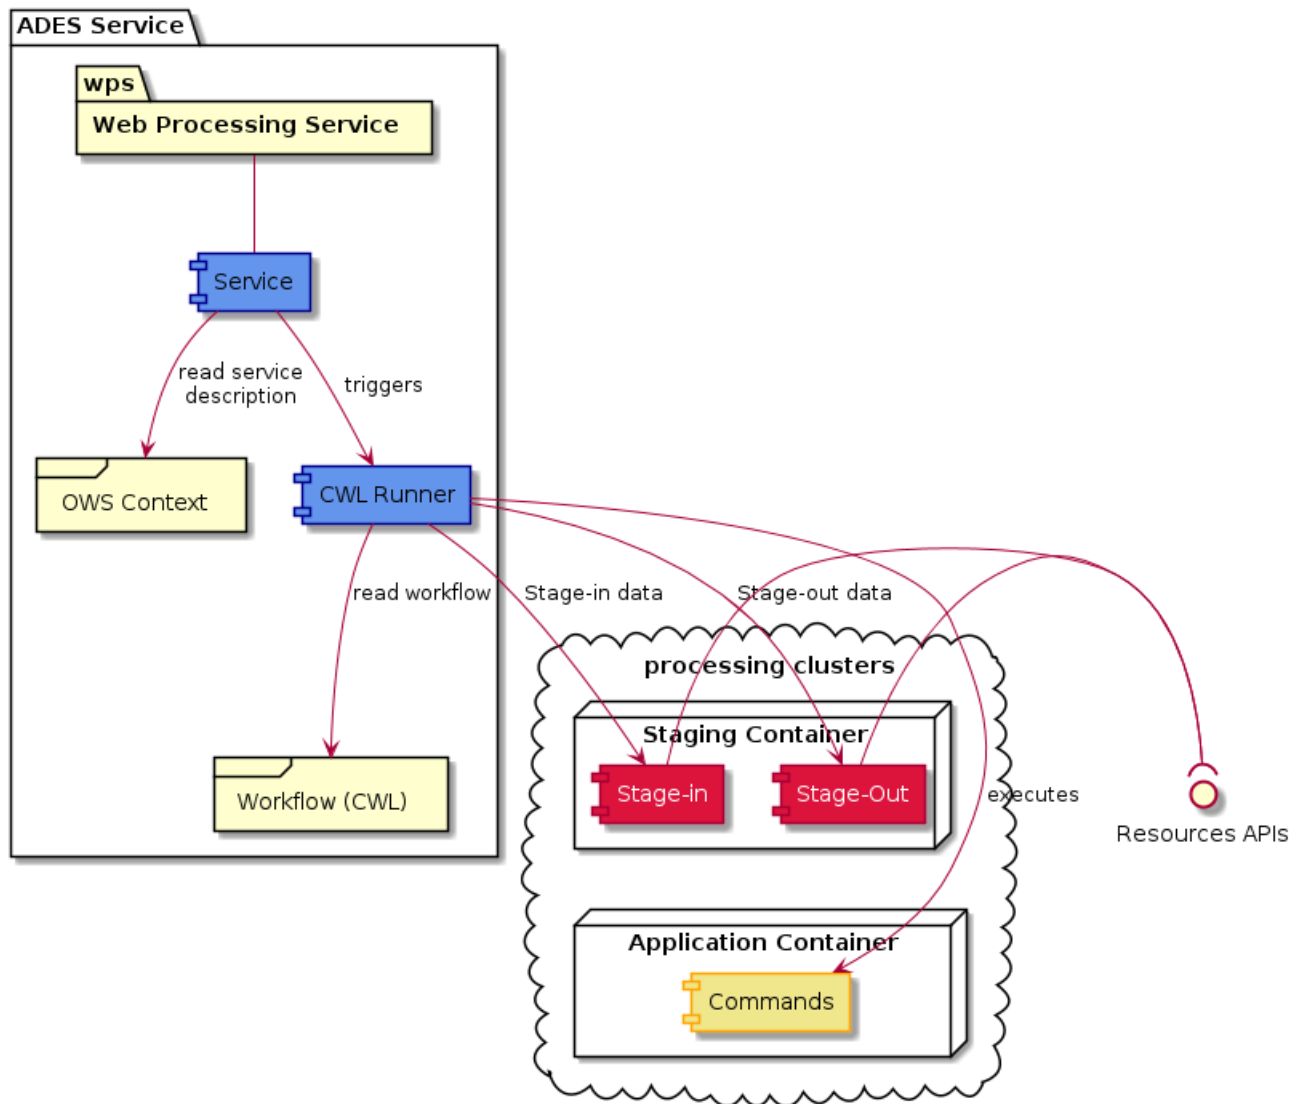 ADES Service
wps
Web Processing Service
Service
read service
description
triggers
OWS Context
CWL Runner
read workflow
Stage-in data
Stage-out data
processing clusters
Staging Container
Stage-in
Stage-Out
executes
Workflow (CWL)
Resources APIs
Application Container
Commands